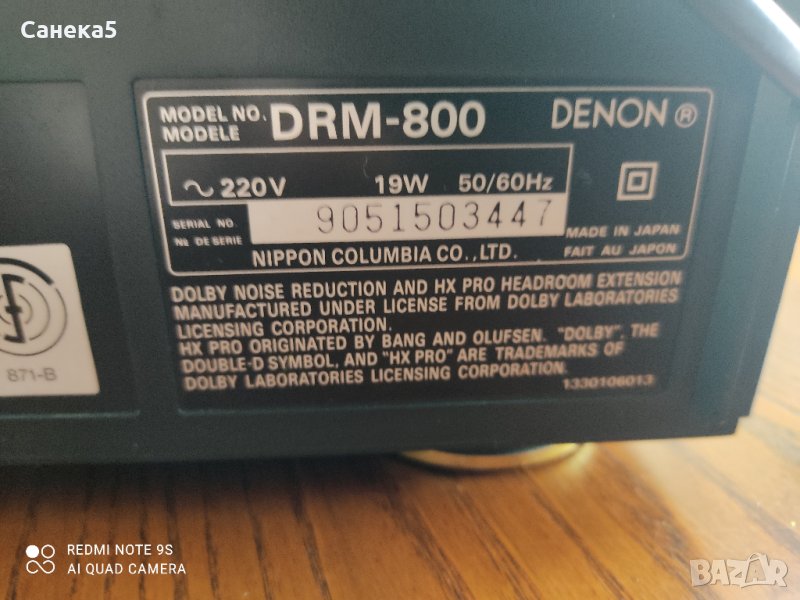 Санека5
MODEL NO.
MODELE
DRM-800
DENON ®
~ 220V 19W 50/60Hz
SERIAL NO.
Nº DE SERIE
9051503447
MADE IN JAPAN
FAIT AU JAPON
NIPPON COLUMBIA CO.,LTD.
DOLBY NOISE REDUCTION AND HX PRO HEADROOM EXTENSION
MANUFACTURED UNDER LICENSE FROM DOLBY LABORATORIES
LICENSING CORPORATION.
HX PRO ORIGINATED BY BANG AND OLUFSEN. "DOLBY", THE
DOUBLE-D SYMBOL, AND "HX PRO" ARE TRADEMARKS OF
DOLBY LABORATORIES LICENSING CORPORATION.
1330106013
871-B
REDMI NOTE 9S
AI QUAD CAMERA
BAZAR